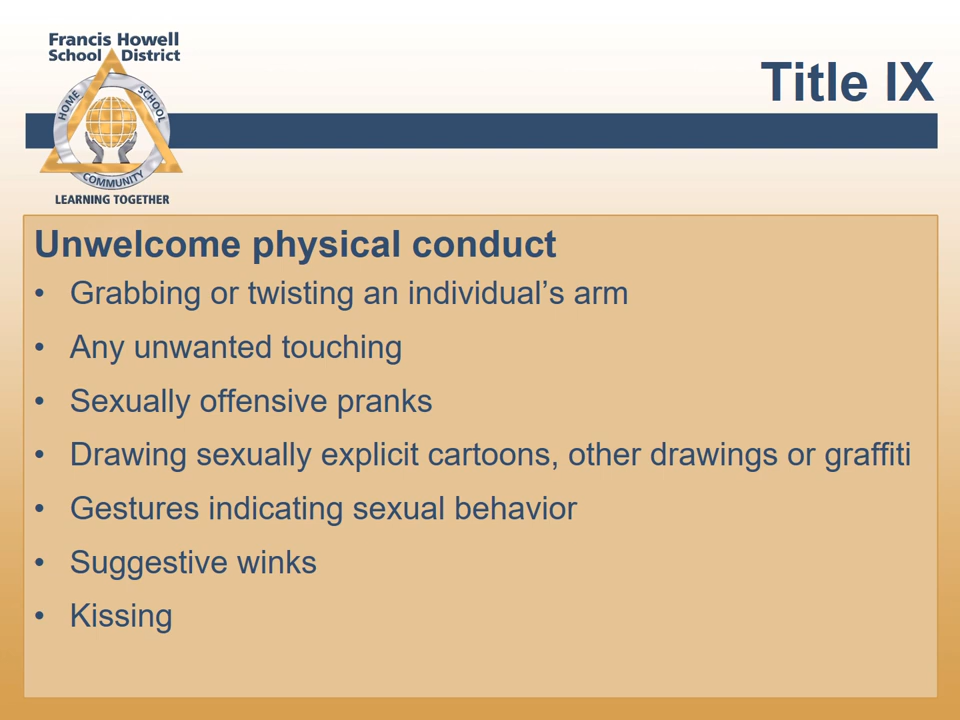 Francis Howell
School District
HOME
SCHOOL
COMMUNITY
LEARNING TOGETHER
Title IX
Unwelcome physical conduct
• Grabbing or twisting an individual’s arm
• Any unwanted touching
• Sexually offensive pranks
• Drawing sexually explicit cartoons, other drawings or graffiti
• Gestures indicating sexual behavior
• Suggestive winks
• Kissing